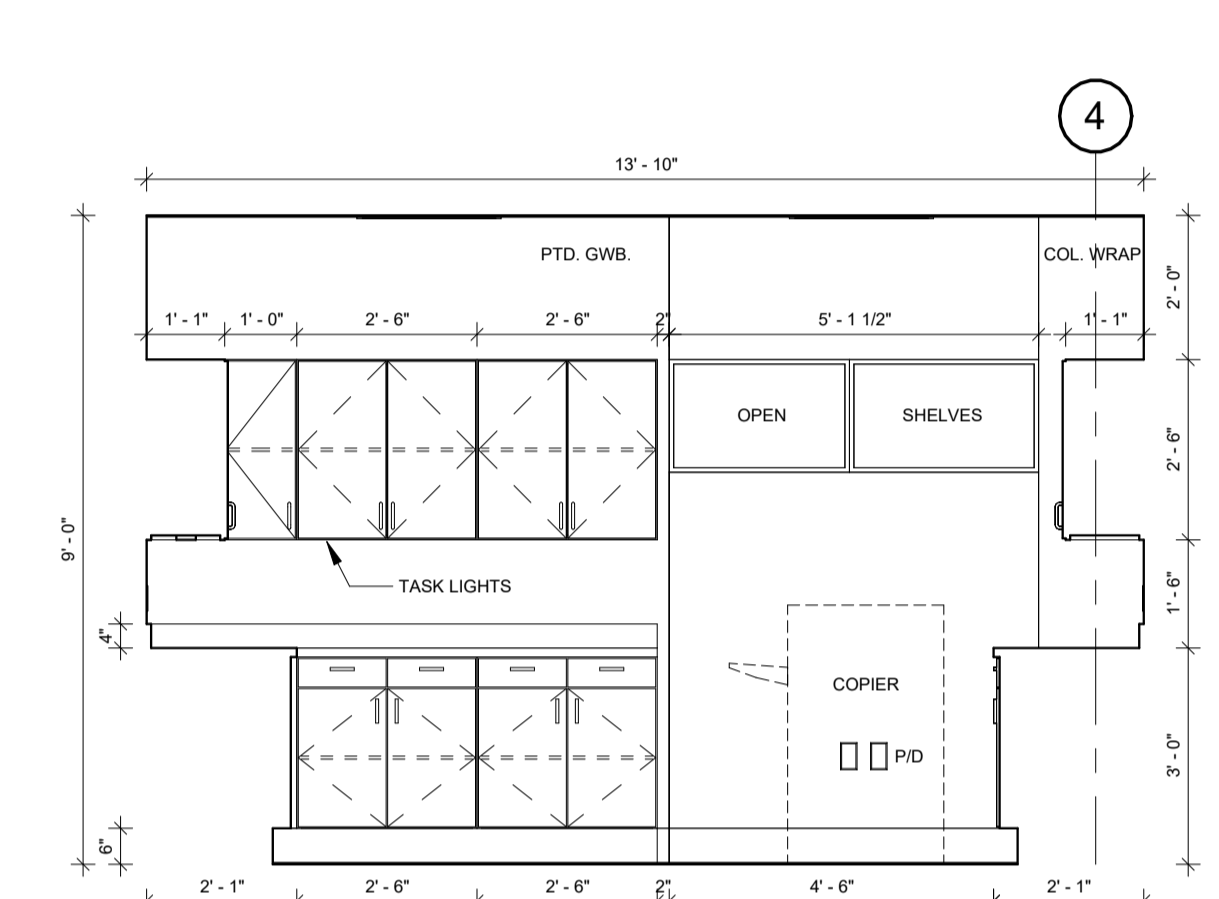 4
13' - 10"
PTD. GWB.
COL. WRAP
2' - 0"
1' - 1"
1' - 0"
2' - 6"
2' - 6"
2"
5' - 1 1/2"
1' - 1"
OPEN
SHELVES
2' - 6"
9' - 0"
TASK LIGHTS
1' - 6"
4"
COPIER
P/D
3' - 0"
6"
2' - 1"
2' - 6"
2' - 6"
2"
4' - 6"
2' - 1"